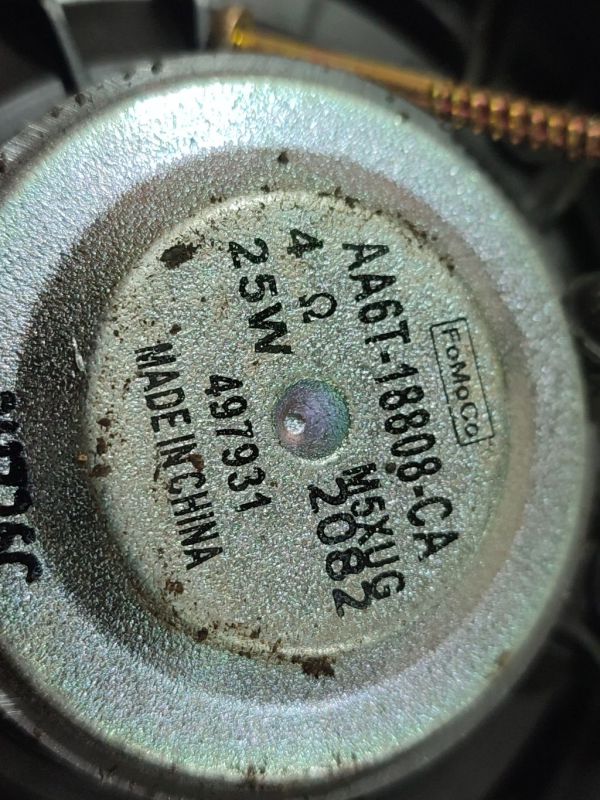 FoMoCo
AA6T-18808-CA
4 Ω M5XUG
25W 2082
497931
MADE IN CHINA